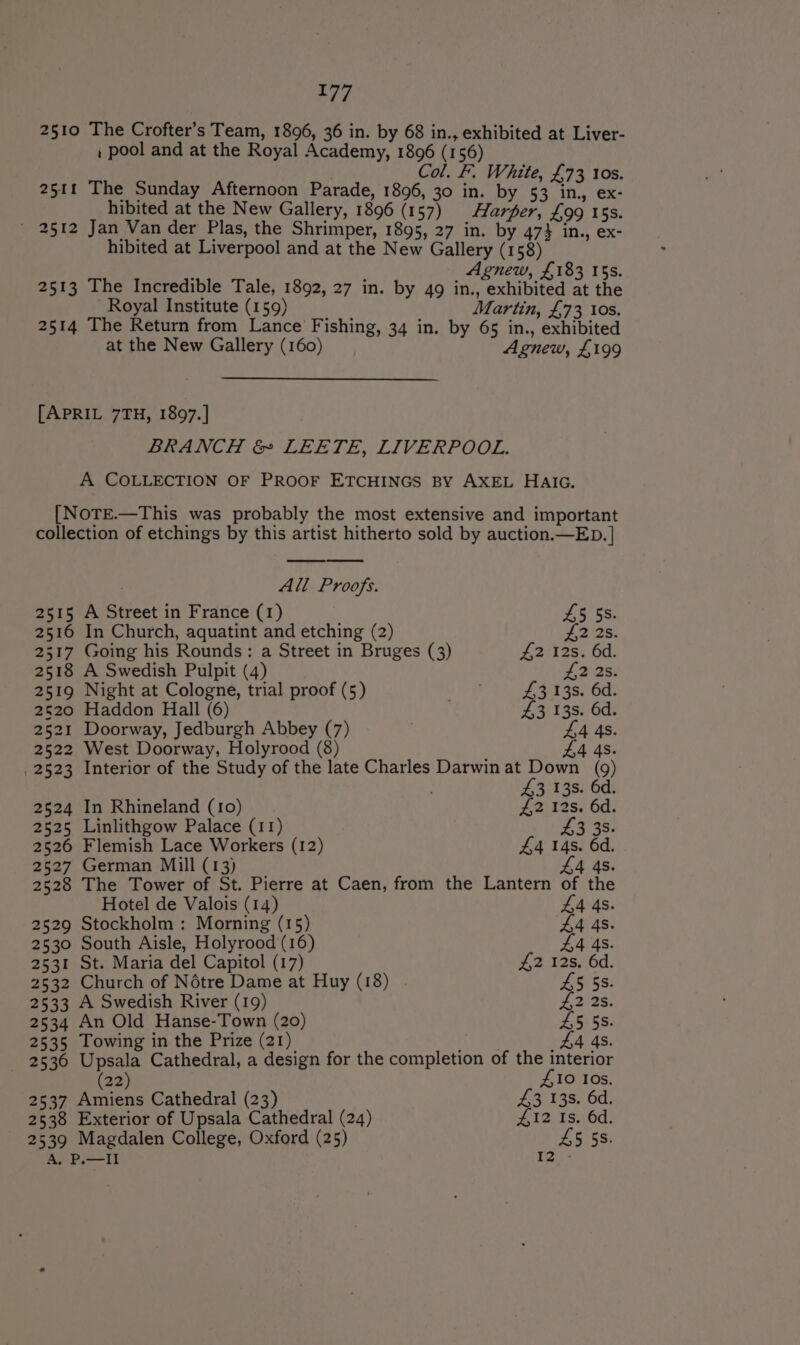 177
2510 The Crofter's Team, 1896, 36 in. by 68 in., exhibited at Liver-
pool and at the Royal Academy, 1896 (156)
Col. F. White, £73 10s.
2511 The Sunday Afternoon Parade, 1896, 30 in. by 53 in., ex-
hibited at the New Gallery, 1896 (157) Harper, £99 15s.
2512 Jan Van der Plas, the Shrimper, 1895, 27 in. by 47½ in., ex-
hibited at Liverpool and at the New Gallery (158)
Agnew, £183 15s.
2513 The Incredible Tale, 1892, 27 in. by 49 in., exhibited at the
Royal Institute (159) Martin, £73 10s.
2514 The Return from Lance Fishing, 34 in. by 65 in., exhibited
at the New Gallery (160) Agnew, £199
[APRIL 7TH, 1897.]
BRANCH & LEETE, LIVERPOOL.
A COLLECTION OF PROOF ETCHINGS BY AXEL HAIG.
[NOTE.—This was probably the most extensive and important
collection of etchings by this artist hitherto sold by auction.—ED.]
All Proofs.
2515 A Street in France (1) £5 5s.
2516 In Church, aquatint and etching (2) £2 2s.
2517 Going his Rounds: a Street in Bruges (3) £2 12s. 6d.
2518 A Swedish Pulpit (4) £2 2s.
2519 Night at Cologne, trial proof (5) £3 13s. 6d.
2520 Haddon Hall (6) £3 13s. 6d.
2521 Doorway, Jedburgh Abbey (7) £4 4s.
2522 West Doorway, Holyrood (8) £4 4s.
2523 Interior of the Study of the late Charles Darwin at Down (9)
£3 13s. 6d.
2524 In Rhineland (10) £2 12s. 6d.
2525 Linlithgow Palace (11) £3 3s.
2526 Flemish Lace Workers (12) £4 14s. 6d.
2527 German Mill (13) £4 4s.
2528 The Tower of St. Pierre at Caen, from the Lantern of the
Hotel de Valois (14) £4 4s.
2529 Stockholm: Morning (15) £4 4s.
2530 South Aisle, Holyrood (16) £4 4s.
2531 St. Maria del Capitol (17) £2 12s. 6d.
2532 Church of Nôtre Dame at Huy (18) £5 5s.
2533 A Swedish River (19) £2 2s.
2534 An Old Hanse-Town (20) £5 5s.
2535 Towing in the Prize (21) £4 4s.
2536 Upsala Cathedral, a design for the completion of the interior
(22) £10 10s.
2537 Amiens Cathedral (23) £3 13s. 6d.
2538 Exterior of Upsala Cathedral (24) £12 1s. 6d.
2539 Magdalen College, Oxford (25) £5 5s.
A. P.—II 12